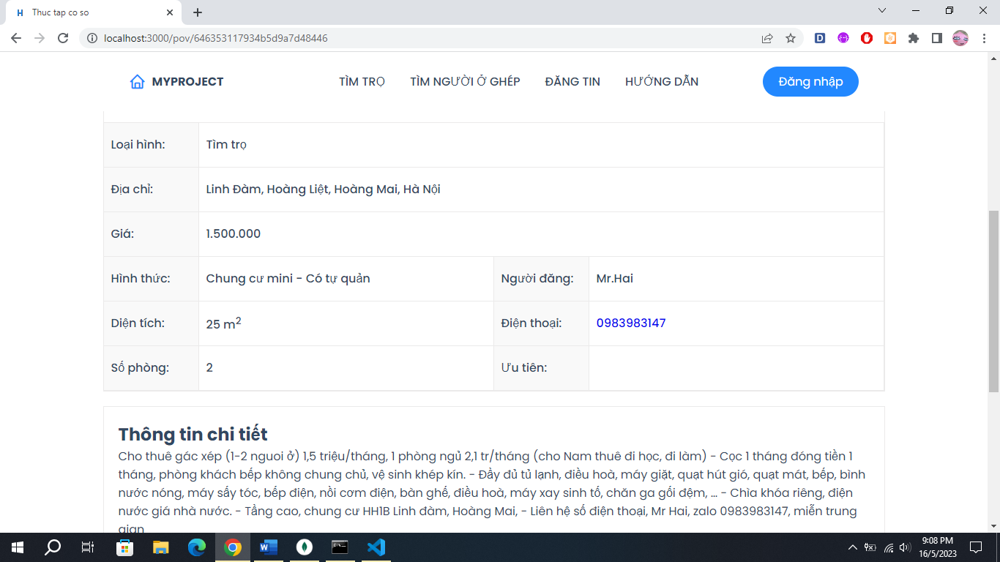 Thuc tap co so
localhost:3000/pov/646353117934b5d9a7d48446
MYPROJECT
TÌM TRỌ
TÌM NGƯỜI Ở GHÉP
ĐĂNG TIN
HƯỚNG DẪN
Đăng nhập
Loại hình: Tìm trọ
Địa chỉ: Linh Đàm, Hoàng Liệt, Hoàng Mai, Hà Nội
Giá: 1.500.000
Hình thức: Chung cư mini - Có tự quản Người đăng: Mr.Hai
Diện tích: 25 m² Điện thoại: 0983983147
Số phòng: 2 Ưu tiên:
Thông tin chi tiết
Cho thuê gác xép (1-2 nguoi ở) 1,5 triệu/tháng, 1 phòng ngủ 2,1 tr/tháng (cho Nam thuê đi học, đi làm) - Cọc 1 tháng đóng tiền 1
tháng, phòng khách bếp không chung chủ, vệ sinh khép kín. - Đầy đủ tủ lạnh, điều hoà, máy giặt, quạt hút gió, quạt mát, bếp, bình
nước nóng, máy sấy tóc, bếp điện, nồi cơm điện, bàn ghế, điều hoà, máy xay sinh tố, chăn ga gối đệm, ... - Chìa khóa riêng, điện
nước giá nhà nước. - Tầng cao, chung cư HH1B Linh đàm, Hoàng Mai, - Liên hệ số điện thoại, Mr Hai, zalo 0983983147, miễn trung
gian
9:08 PM
16/5/2023